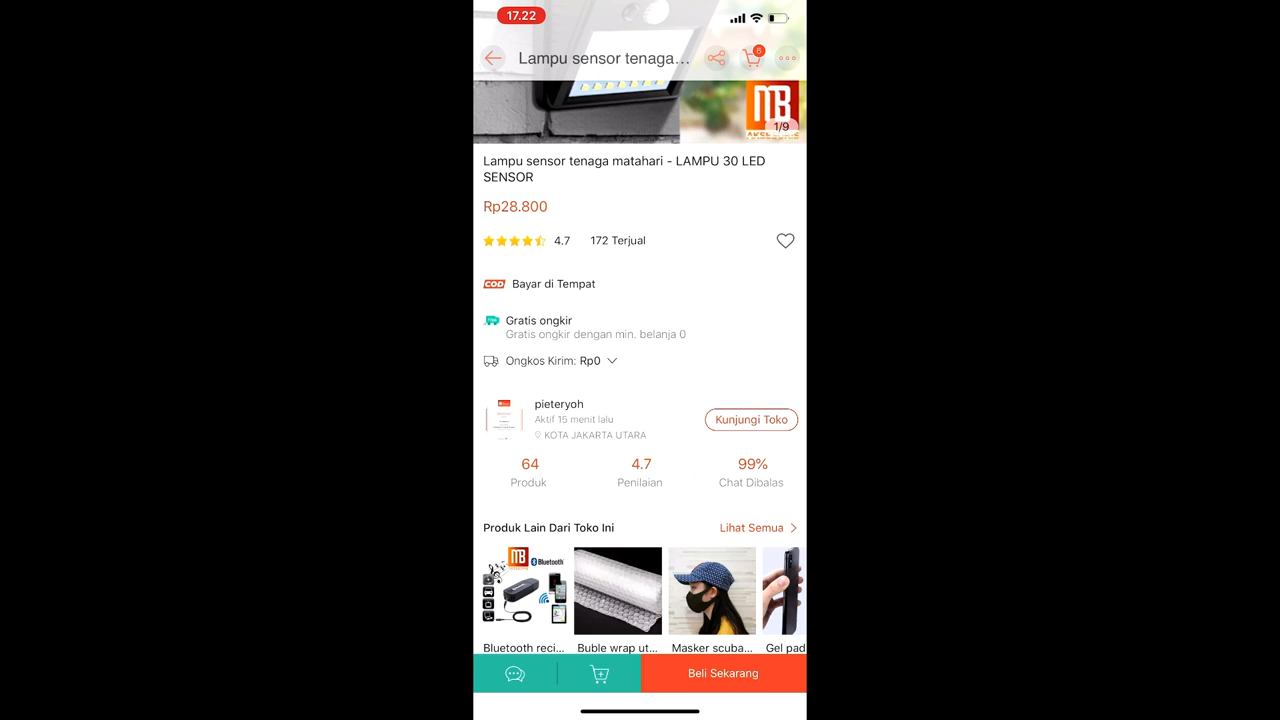 17.22
Lampu sensor tenaga...
6
MB
1/9
Lampu sensor tenaga matahari - LAMPU 30 LED
SENSOR
Rp28.800
4.7 172 Terjual
COD Bayar di Tempat
Gratis ongkir
Gratis ongkir dengan min. belanja 0
Ongkos Kirim: Rp0
pieteryoh
Aktif 15 menit lalu
KOTA JAKARTA UTARA
Kunjungi Toko
64 4.7 99%
Produk Penilaian Chat Dibalas
Produk Lain Dari Toko Ini Lihat Semua
MB Bluetooth
Bluetooth reci... Buble wrap ut... Masker scuba... Gel pad
Beli Sekarang